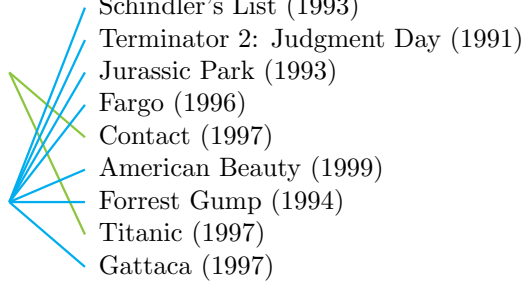 Schindler's List (1993)
Terminator 2: Judgment Day (1991)
Jurassic Park (1993)
Fargo (1996)
Contact (1997)
American Beauty (1999)
Forrest Gump (1994)
Titanic (1997)
Gattaca (1997)